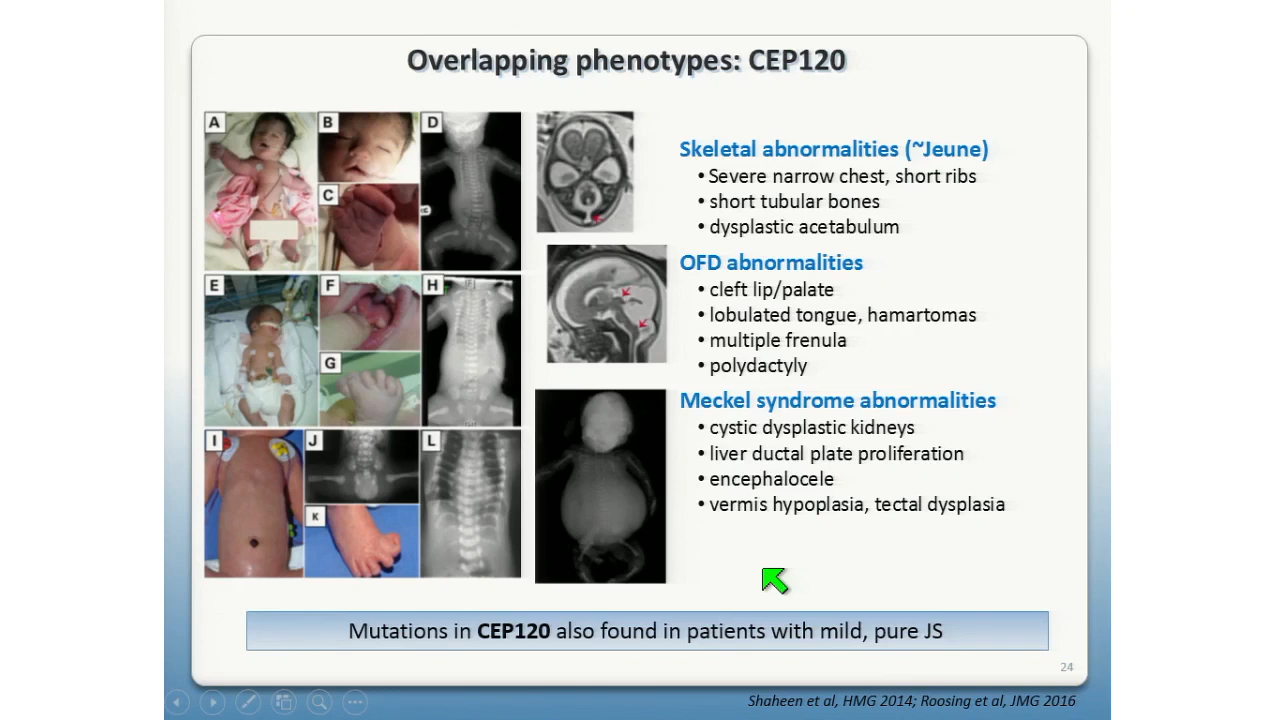 Overlapping phenotypes: CEP120
A
B
C
D
E
F
G
H
I
J
K
L
Skeletal abnormalities (~Jeune)
• Severe narrow chest, short ribs
• short tubular bones
• dysplastic acetabulum
OFD abnormalities
• cleft lip/palate
• lobulated tongue, hamartomas
• multiple frenula
• polydactyly
Meckel syndrome abnormalities
• cystic dysplastic kidneys
• liver ductal plate proliferation
• encephalocele
• vermis hypoplasia, tectal dysplasia
Mutations in CEP120 also found in patients with mild, pure JS
24
Shaheen et al, HMG 2014; Roosing et al, JMG 2016